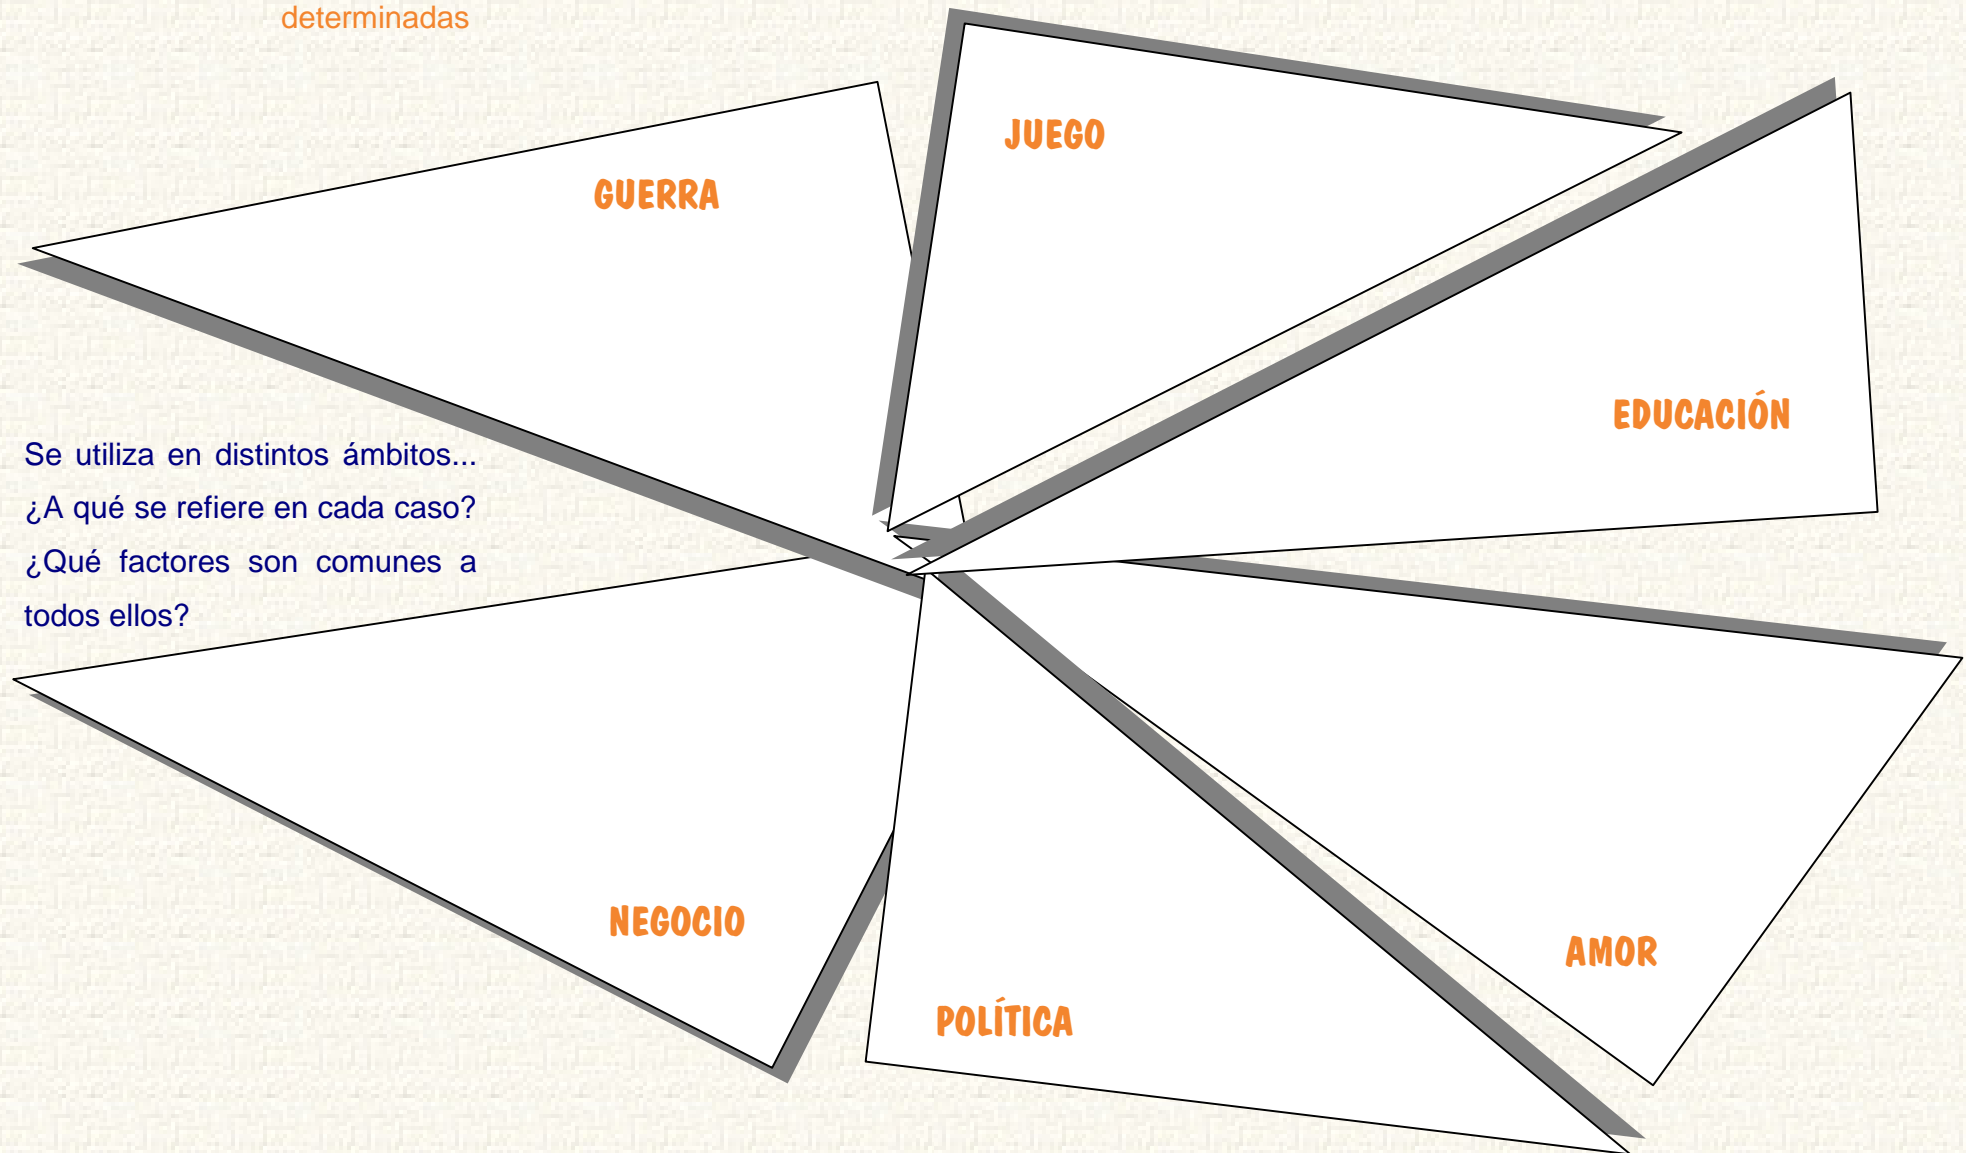 determinadas
JUEGO
GUERRA
EDUCACIÓN
Se utiliza en distintos ámbitos...
¿A qué se refiere en cada caso?
¿Qué factores son comunes a
todos ellos?
NEGOCIO
AMOR
POLÍTICA